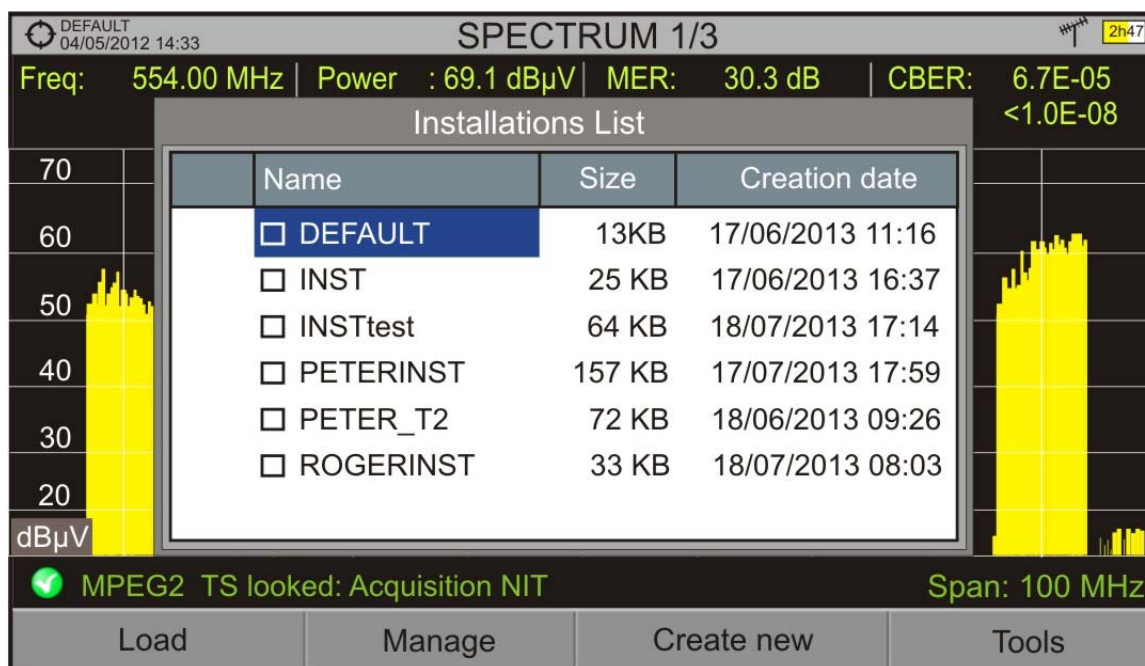 DEFAULT
04/05/2012 14:33
SPECTRUM 1/3
2h47
Freq: 554.00 MHz | Power : 69.1 dBµV | MER: 30.3 dB | CBER: 6.7E-05
<1.0E-08
Installations List
Name Size Creation date
DEFAULT 13KB 17/06/2013 11:16
INST 25 KB 17/06/2013 16:37
INSTtest 64 KB 18/07/2013 17:14
PETERINST 157 KB 17/07/2013 17:59
PETER_T2 72 KB 18/06/2013 09:26
ROGERINST 33 KB 18/07/2013 08:03
70
60
50
40
30
20
dBµV
MPEG2 TS looked: Acquisition NIT Span: 100 MHz
Load Manage Create new Tools